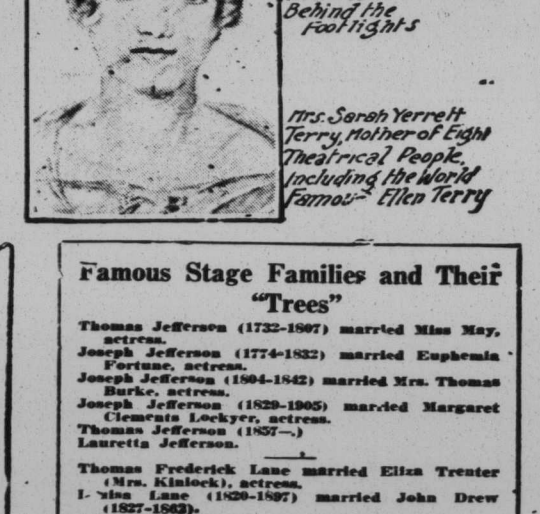 Behind the
Footlights
Mrs. Sarah Yerrett
Terry, Mother of Eight
Theatrical People,
Including the World
Famous Ellen Terry
Famous Stage Families and Their
"Trees"
Thomas Jefferson (1732-1807) married Miss May,
actress.
Joseph Jefferson (1774-1832) married Euphemia
Fortune, actress.
Joseph Jefferson (1804-1842) married Mrs. Thomas
Burke, actress.
Joseph Jefferson (1829-1905) married Margaret
Clements Lockyer, actress.
Thomas Jefferson (1857—.)
Lauretta Jefferson.
Thomas Frederick Lane married Eliza Trenter
(Mrs. Kinlock), actress.
Louisa Lane (1820-1897) married John Drew
(1827-1862).